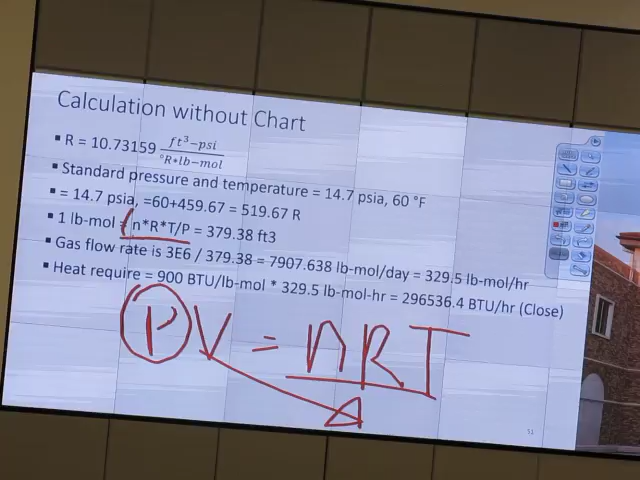 Calculation without Chart
▪ R = 10.73159 ft³−psi / °R∗lb−mol
▪ Standard pressure and temperature = 14.7 psia, 60 °F
▪ = 14.7 psia, =60+459.67 = 519.67 R
▪ 1 lb-mol = n*R*T/P = 379.38 ft3
▪ Gas flow rate is 3E6 / 379.38 = 7907.638 lb-mol/day = 329.5 lb-mol/hr
▪ Heat require = 900 BTU/lb-mol * 329.5 lb-mol-hr = 296536.4 BTU/hr (Close)
PV = nRT